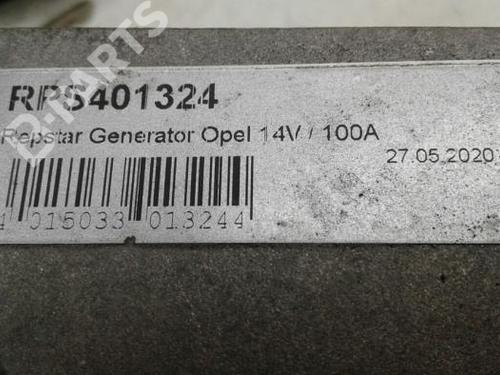 B-PARTS
RPS401324
Repstar Generator Opel 14V / 100A
27.05.2020
4 015033 013244